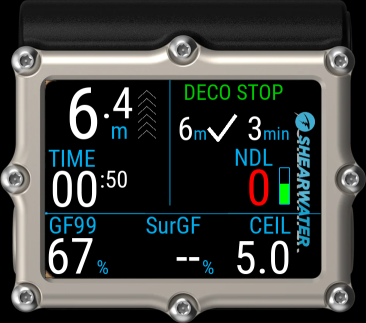 6.4 m
DECO STOP
6m 3min
TIME
00:50
NDL
0
SHEARWATER
GF99
67%
SurGF
--%
CEIL
5.0